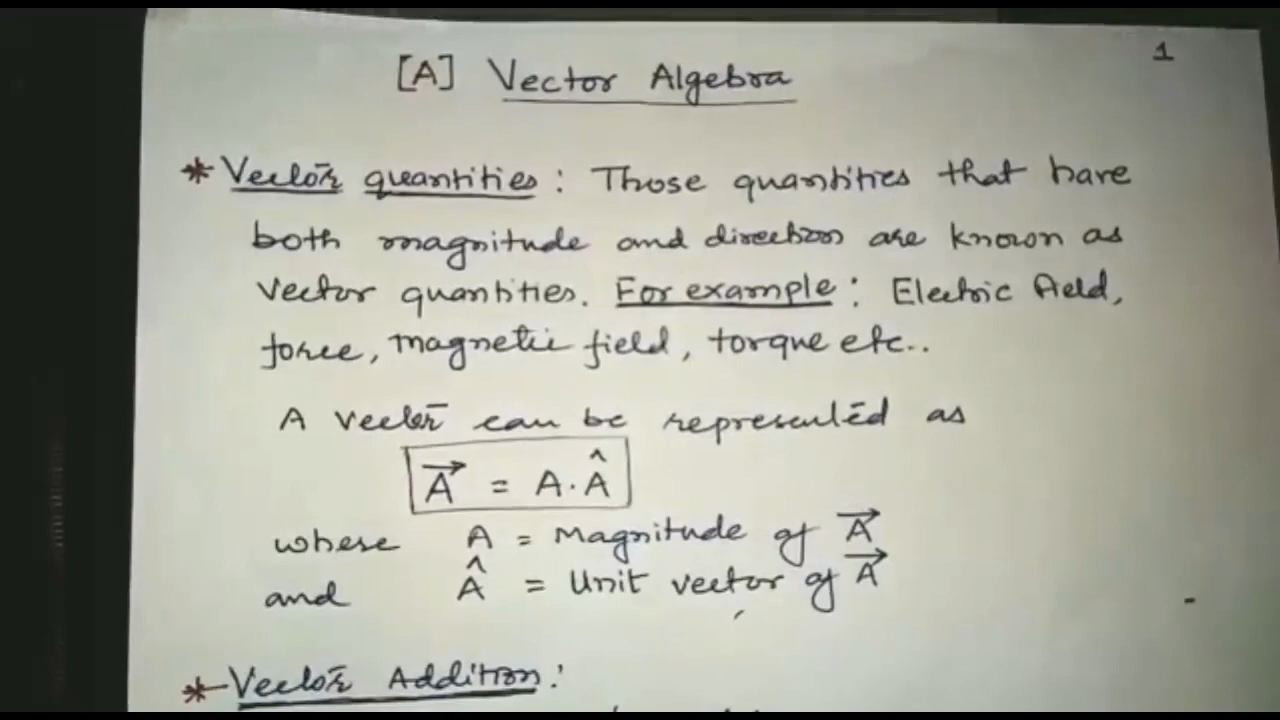 1
[A] Vector Algebra
* Vector quantities : Those quantities that have
both magnitude and direction are known as
vector quantities. For example : Electric field,
force, magnetic field, torque etc..
A vector can be represented as
A⃗ = A . Â
where A = Magnitude of A⃗
and Â = Unit vector of A⃗
* Vector Addition :